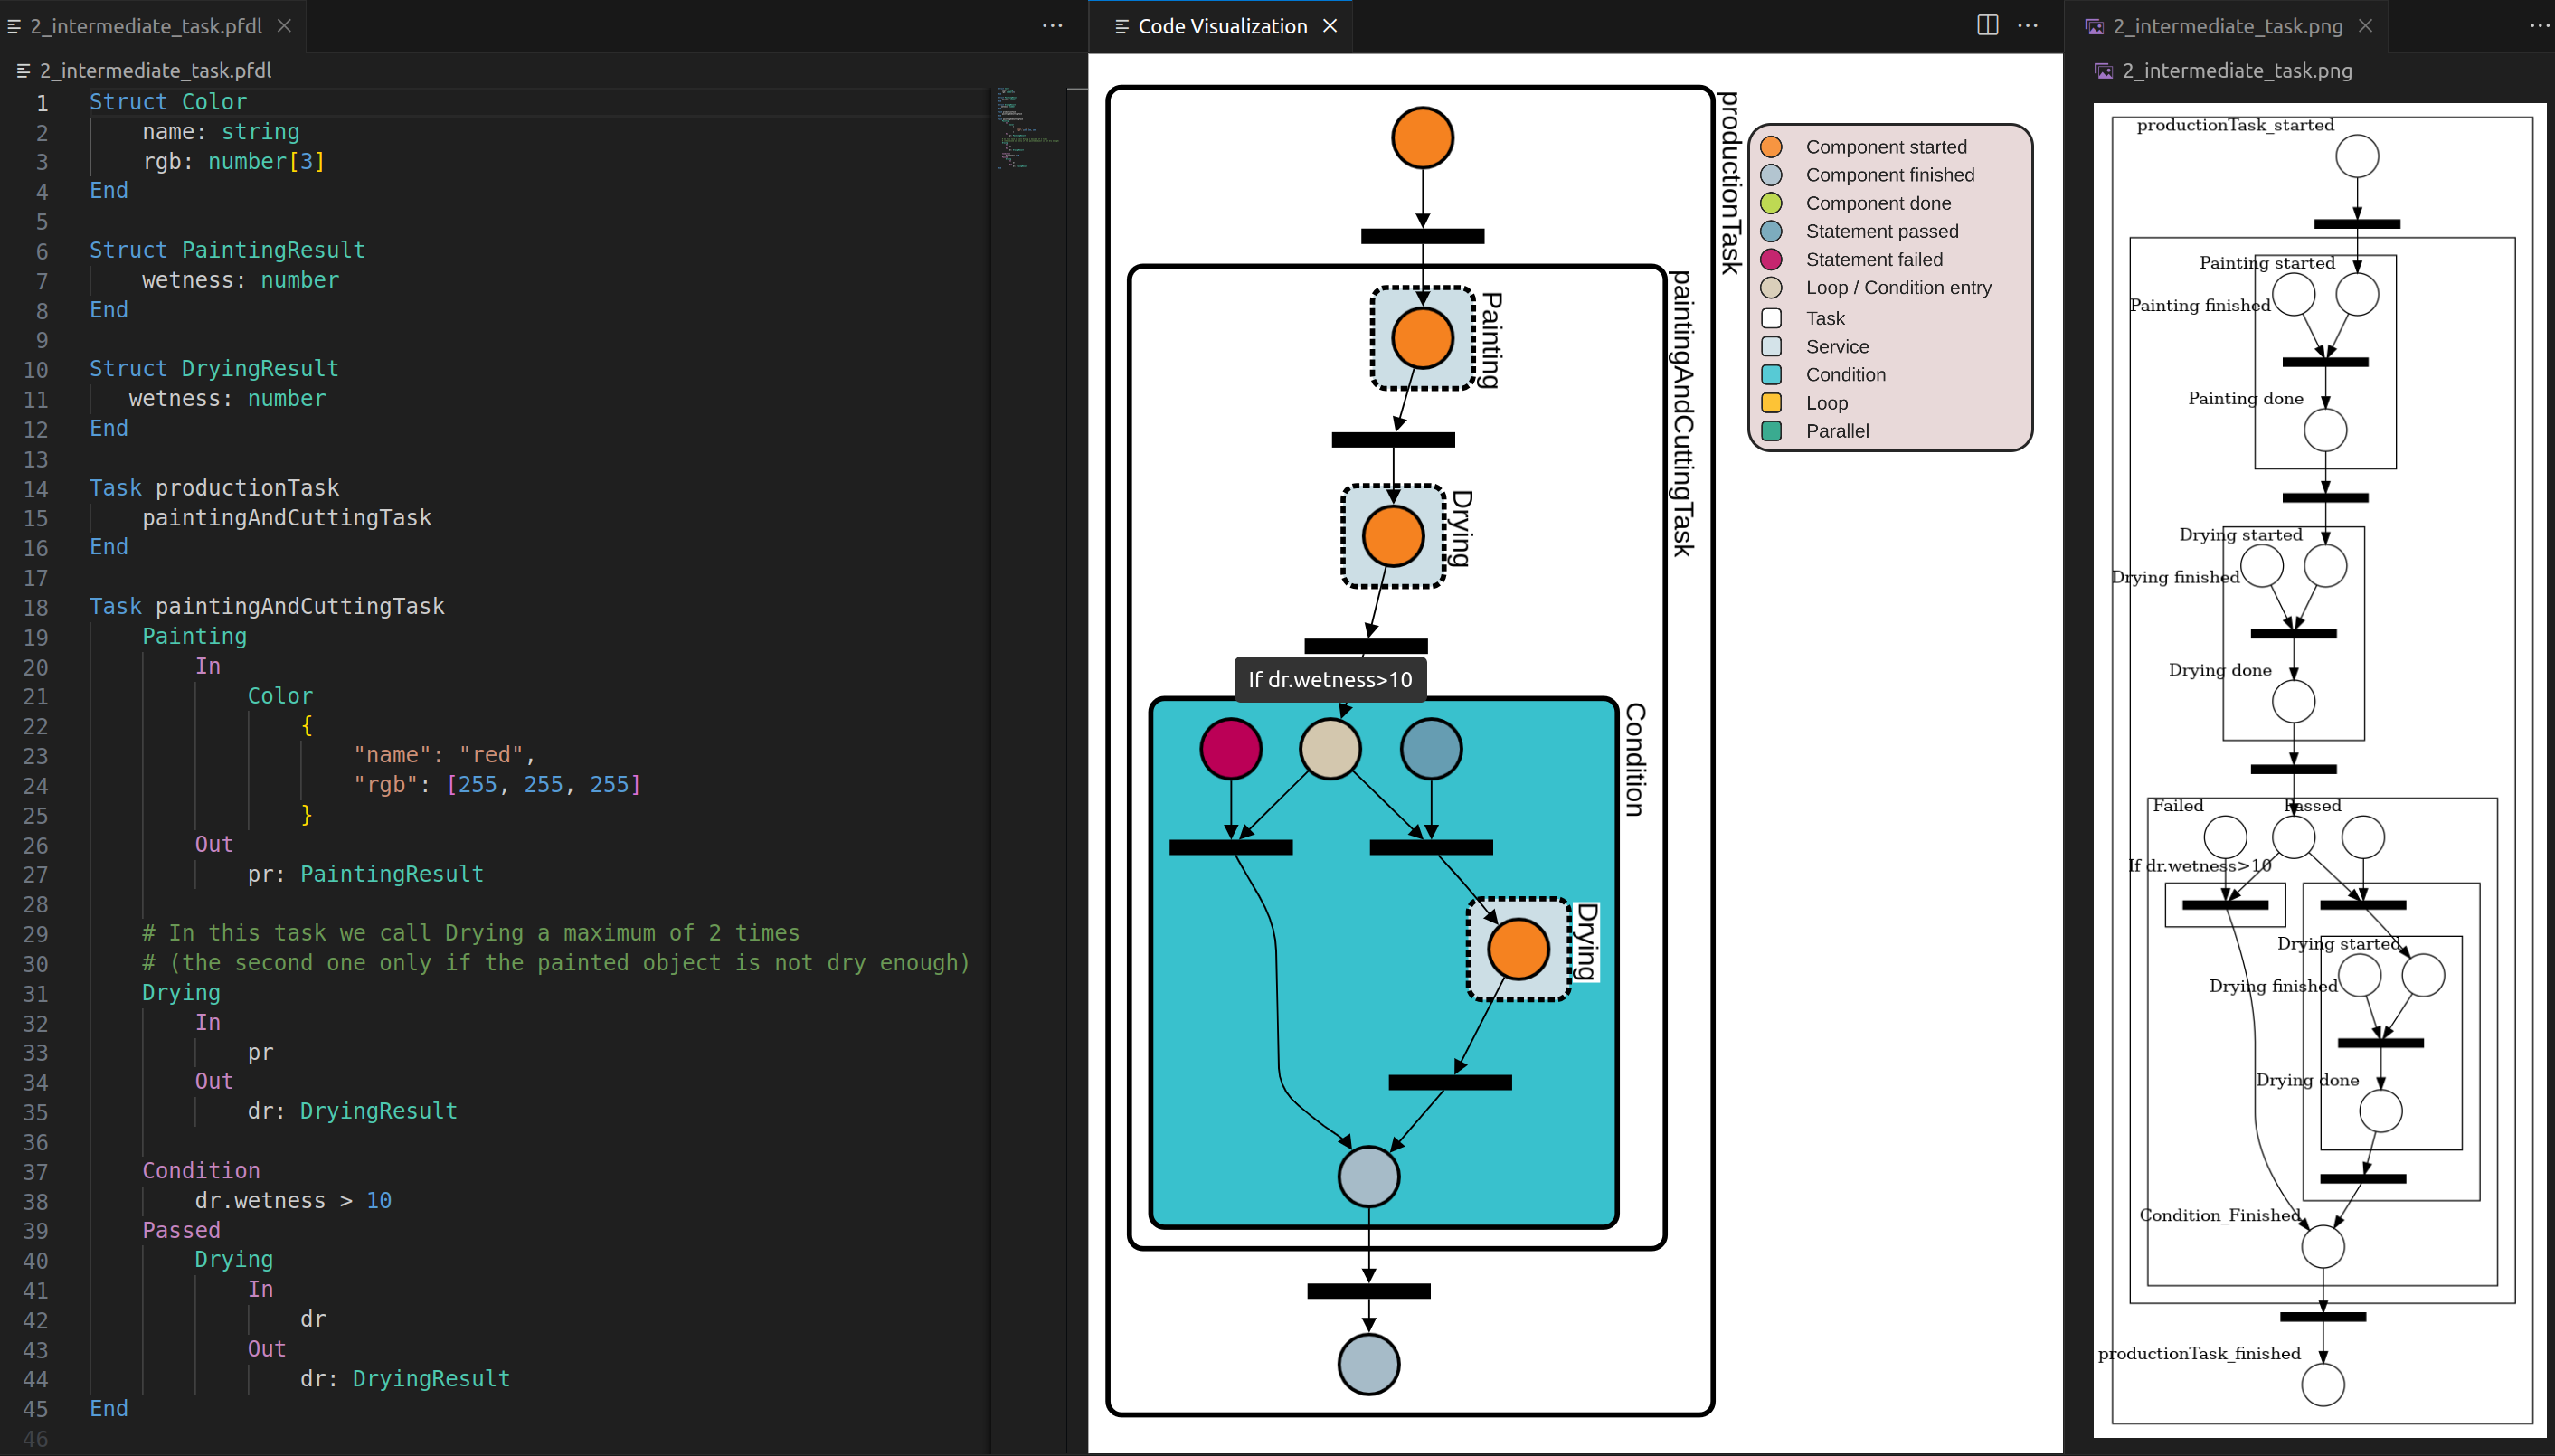 2_intermediate_task.pfdl
2_intermediate_task.pfdl
1 Struct Color
2 name: string
3 rgb: number[3]
4 End
5
6 Struct PaintingResult
7 wetness: number
8 End
9
10 Struct DryingResult
11 wetness: number
12 End
13
14 Task productionTask
15 paintingAndCuttingTask
16 End
17
18 Task paintingAndCuttingTask
19 Painting
20 In
21 Color
22 {
23 "name": "red",
24 "rgb": [255, 255, 255]
25 }
26 Out
27 pr: PaintingResult
28
29 # In this task we call Drying a maximum of 2 times
30 # (the second one only if the painted object is not dry enough)
31 Drying
32 In
33 pr
34 Out
35 dr: DryingResult
36
37 Condition
38 dr.wetness > 10
39 Passed
40 Drying
41 In
42 dr
43 Out
44 dr: DryingResult
45 End
46
Code Visualization
productionTask
paintingAndCuttingTask
Painting
Drying
If dr.wetness>10
Condition
Drying
Component started
Component finished
Component done
Statement passed
Statement failed
Loop / Condition entry
Task
Service
Condition
Loop
Parallel
2_intermediate_task.png
2_intermediate_task.png
productionTask_started
Painting started
Painting finished
Painting done
Drying started
Drying finished
Drying done
Failed
Passed
If dr.wetness>10
Drying started
Drying finished
Drying done
Condition_Finished
productionTask_finished